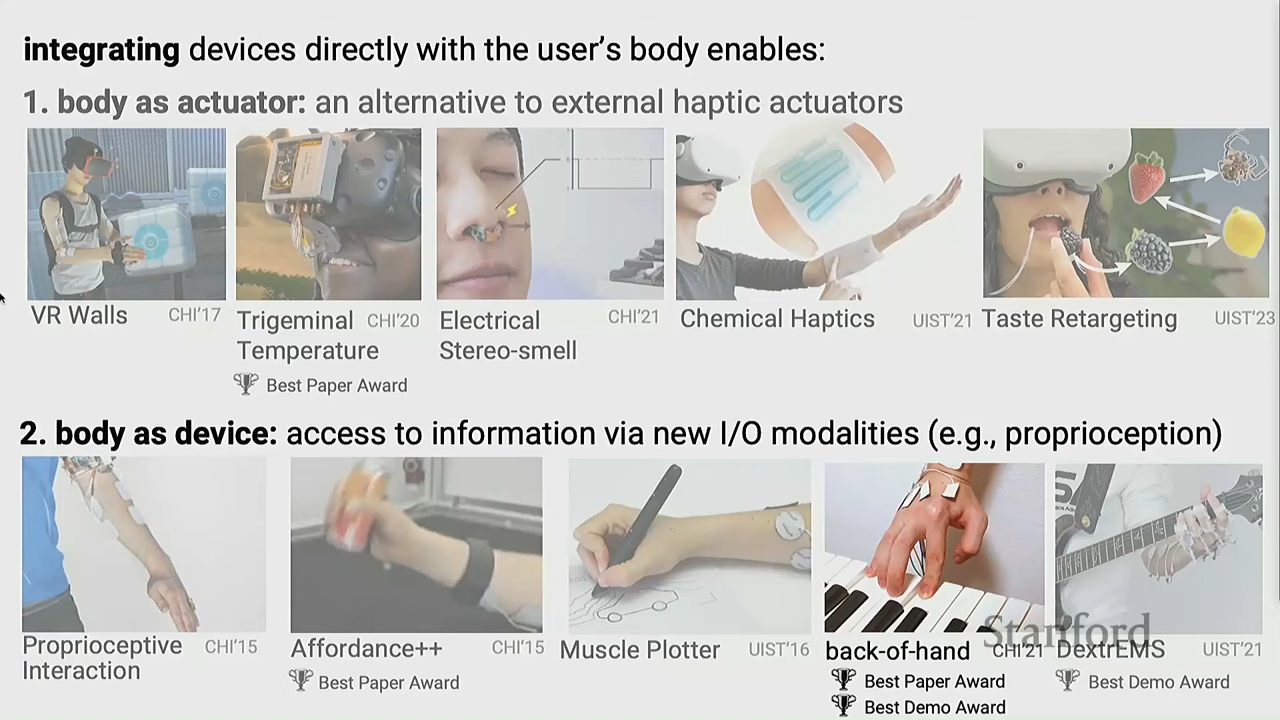 integrating devices directly with the user's body enables:
1. body as actuator: an alternative to external haptic actuators
VR Walls CHI'17
Trigeminal CHI'20
Temperature
Best Paper Award
Electrical CHI'21
Stereo-smell
Chemical Haptics UIST'21
Taste Retargeting UIST'23
2. body as device: access to information via new I/O modalities (e.g., proprioception)
Proprioceptive CHI'15
Interaction
Affordance++ CHI'15
Best Paper Award
Muscle Plotter UIST'16
back-of-hand CHI'21
Best Paper Award
Best Demo Award
DextrEMS UIST'21
Best Demo Award
Stanford